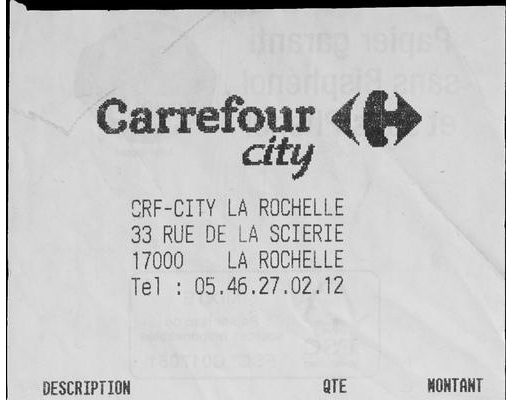 Carrefour
city
CRF-CITY LA ROCHELLE
33 RUE DE LA SCIERIE
17000 LA ROCHELLE
Tel : 05.46.27.02.12
DESCRIPTION QTE MONTANT